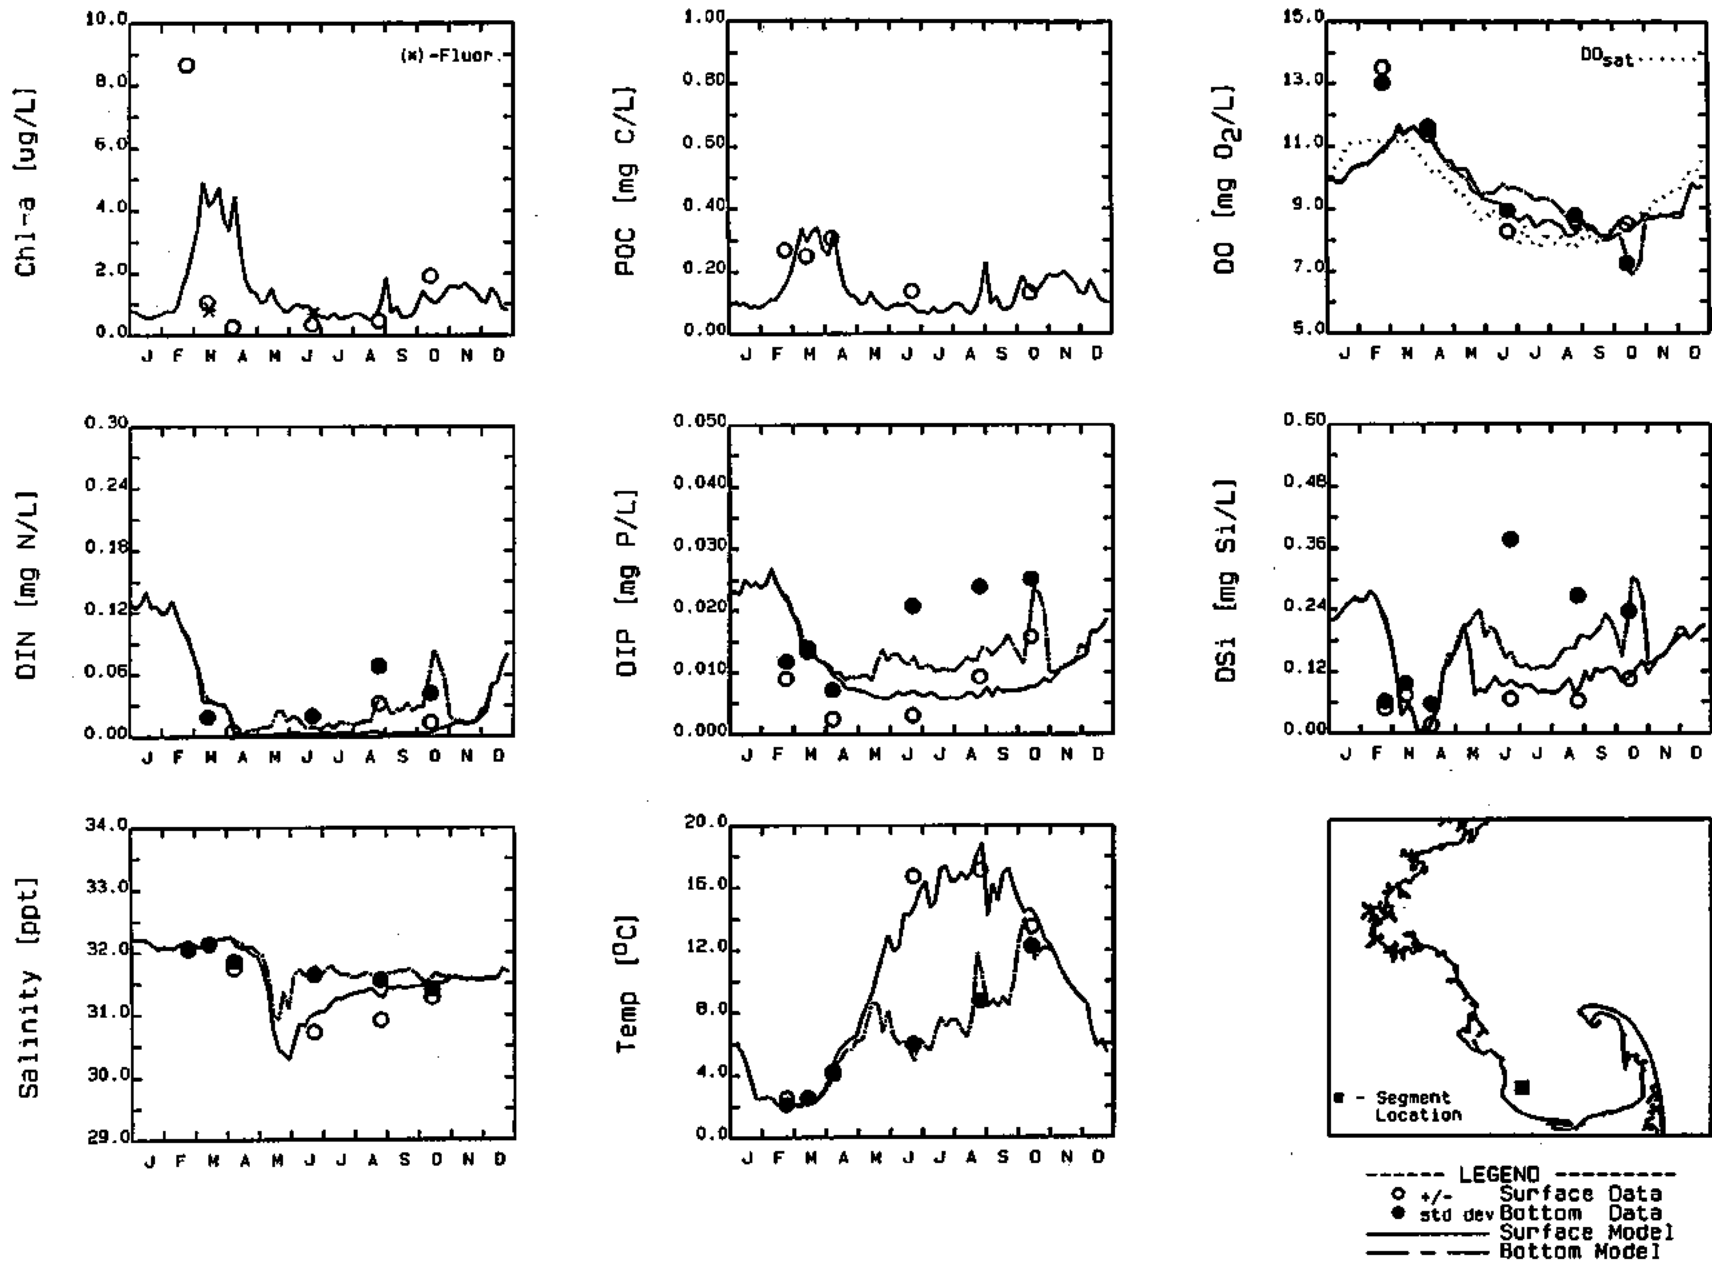 Chl-a [ug/L]
10.0
8.0
6.0
4.0
2.0
0.0
(*)-Fluor.
J F M A M J J A S O N D
POC [mg C/L]
1.00
0.80
0.60
0.40
0.20
0.00
J F M A M J J A S O N D
DO [mg O2/L]
15.0
13.0
11.0
9.0
7.0
5.0
DOsat
J F M A M J J A S O N D
DIN [mg N/L]
0.30
0.24
0.18
0.12
0.06
0.00
J F M A M J J A S O N D
DIP [mg P/L]
0.050
0.040
0.030
0.020
0.010
0.000
J F M A M J J A S O N D
DSi [mg Si/L]
0.60
0.48
0.36
0.24
0.12
0.00
J F M A M J J A S O N D
Salinity [ppt]
34.0
33.0
32.0
31.0
30.0
29.0
J F M A M J J A S O N D
Temp [°C]
20.0
16.0
12.0
8.0
4.0
0.0
J F M A M J J A S O N D
- Segment
Location
LEGEND
+/- Surface Data
std dev Bottom Data
Surface Model
Bottom Model